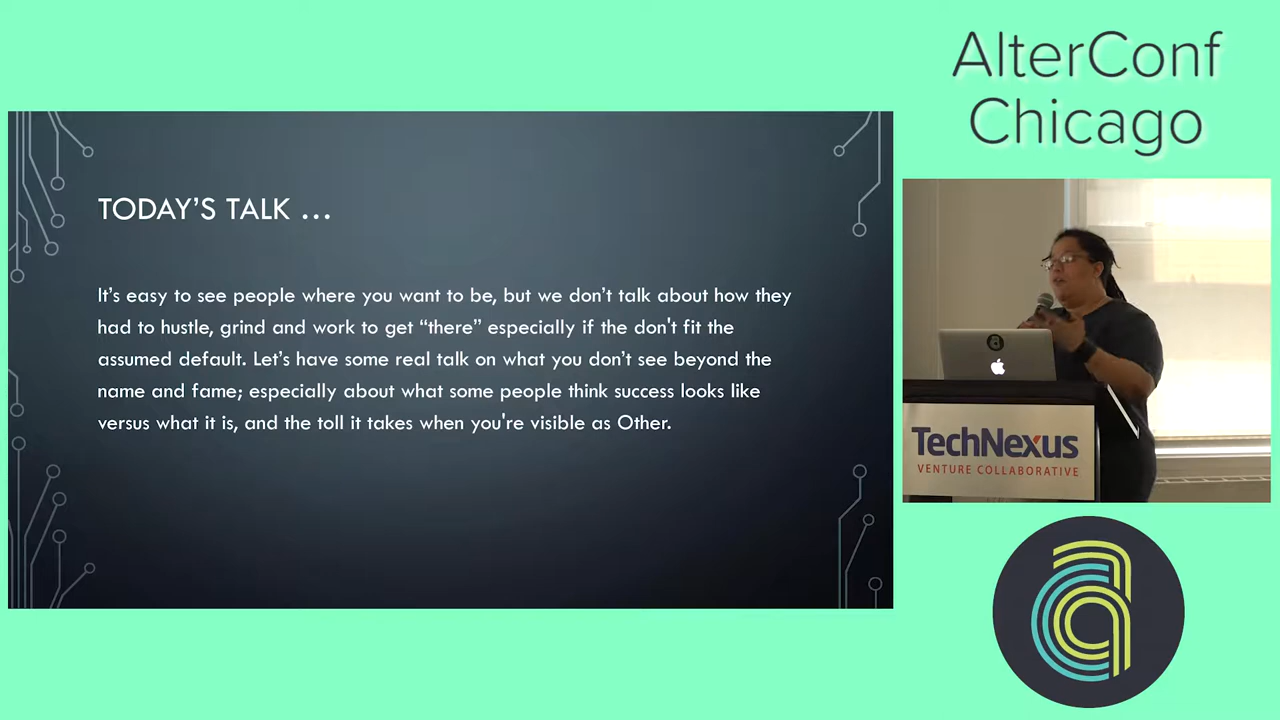 AlterConf
Chicago
TODAY’S TALK …
It’s easy to see people where you want to be, but we don’t talk about how they
had to hustle, grind and work to get “there” especially if the don't fit the
assumed default. Let’s have some real talk on what you don’t see beyond the
name and fame; especially about what some people think success looks like
versus what it is, and the toll it takes when you're visible as Other.
TechNexus
VENTURE COLLABORATIVE